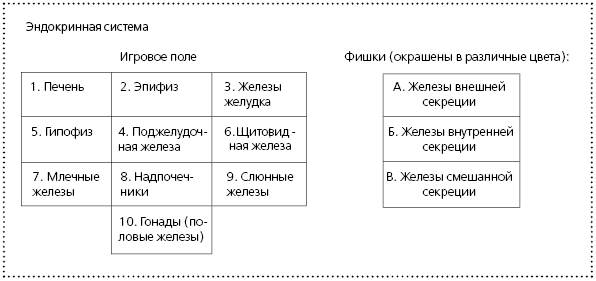 Эндокринная система
Игровое поле
Фишки (окрашены в различные цвета):
1. Печень
2. Эпифиз
3. Железы
желудка
5. Гипофиз
4. Поджелудоч-
ная железа
6.Щитовид -
ная железа
7. Млечные
железы
8. Надпочеч-
ники
9. Слюнные
железы
10. Гонады (по-
ловые железы)
А. Железы внешней
секреции
Б. Железы внутренней
секреции
В. Железы смешанной
секреции